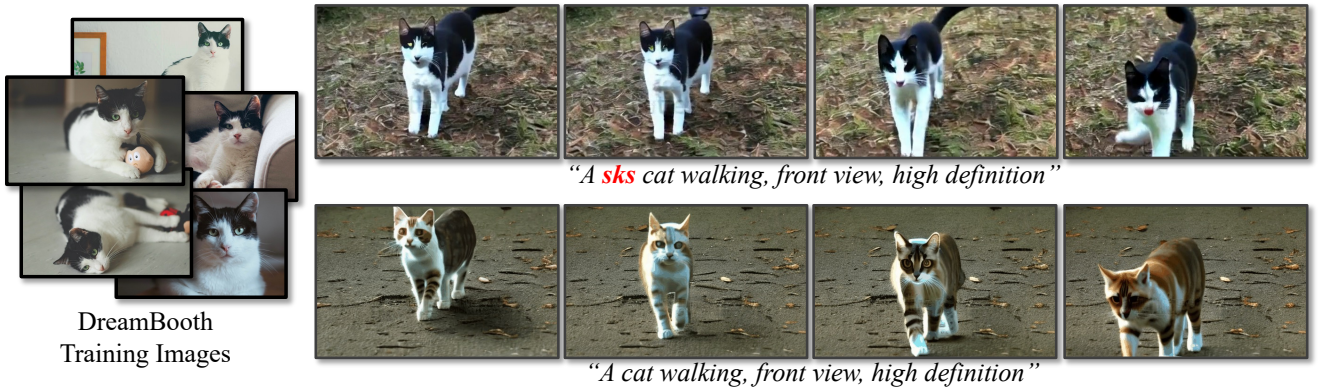 “A sks cat walking, front view, high definition”
DreamBooth
Training Images
“A cat walking, front view, high definition”